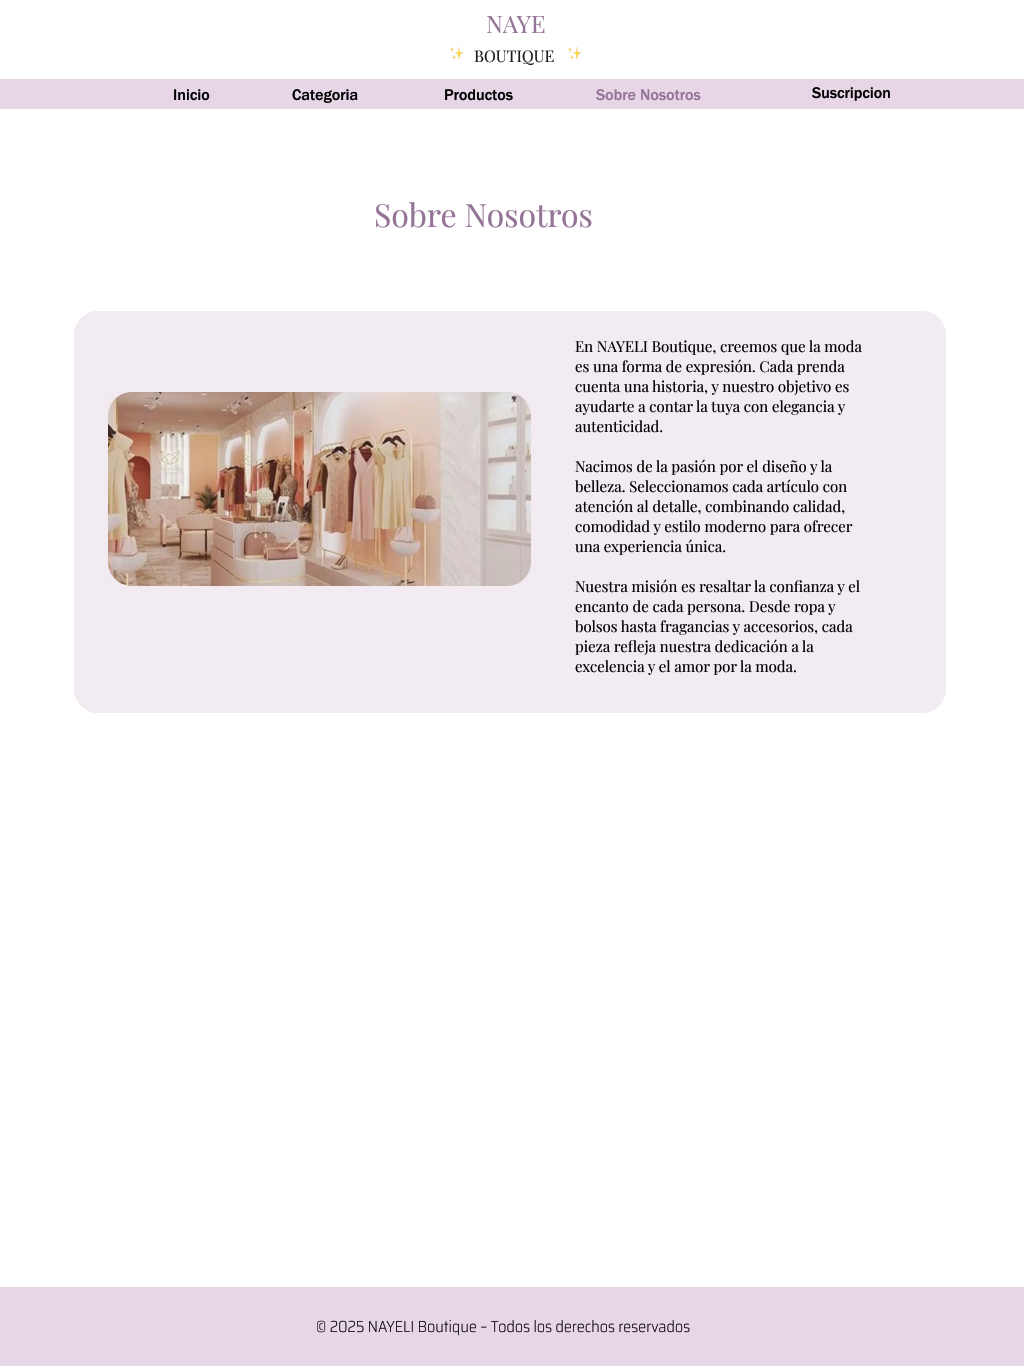 NAYE
✨ BOUTIQUE ✨
Inicio Categoria Productos Sobre Nosotros Suscripcion
Sobre Nosotros
En NAYELI Boutique, creemos que la moda
es una forma de expresión. Cada prenda
cuenta una historia, y nuestro objetivo es
ayudarte a contar la tuya con elegancia y
autenticidad.
Nacimos de la pasión por el diseño y la
belleza. Seleccionamos cada artículo con
atención al detalle, combinando calidad,
comodidad y estilo moderno para ofrecer
una experiencia única.
Nuestra misión es resaltar la confianza y el
encanto de cada persona. Desde ropa y
bolsos hasta fragancias y accesorios, cada
pieza refleja nuestra dedicación a la
excelencia y el amor por la moda.
© 2025 NAYELI Boutique – Todos los derechos reservados